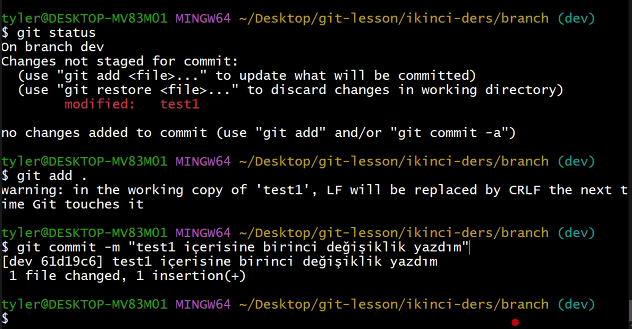 tyler@DESKTOP-MV83MO1 MINGW64 ~/Desktop/git-lesson/ikinci-ders/branch (dev)
$ git status
On branch dev
Changes not staged for commit:
  (use "git add <file>..." to update what will be committed)
  (use "git restore <file>..." to discard changes in working directory)
        modified:   test1

no changes added to commit (use "git add" and/or "git commit -a")

tyler@DESKTOP-MV83MO1 MINGW64 ~/Desktop/git-lesson/ikinci-ders/branch (dev)
$ git add .
warning: in the working copy of 'test1', LF will be replaced by CRLF the next t
ime Git touches it

tyler@DESKTOP-MV83MO1 MINGW64 ~/Desktop/git-lesson/ikinci-ders/branch (dev)
$ git commit -m "test1 içerisine birinci değişiklik yazdım"
[dev 61d19c6] test1 içerisine birinci değişiklik yazdım
 1 file changed, 1 insertion(+)

tyler@DESKTOP-MV83MO1 MINGW64 ~/Desktop/git-lesson/ikinci-ders/branch (dev)
$